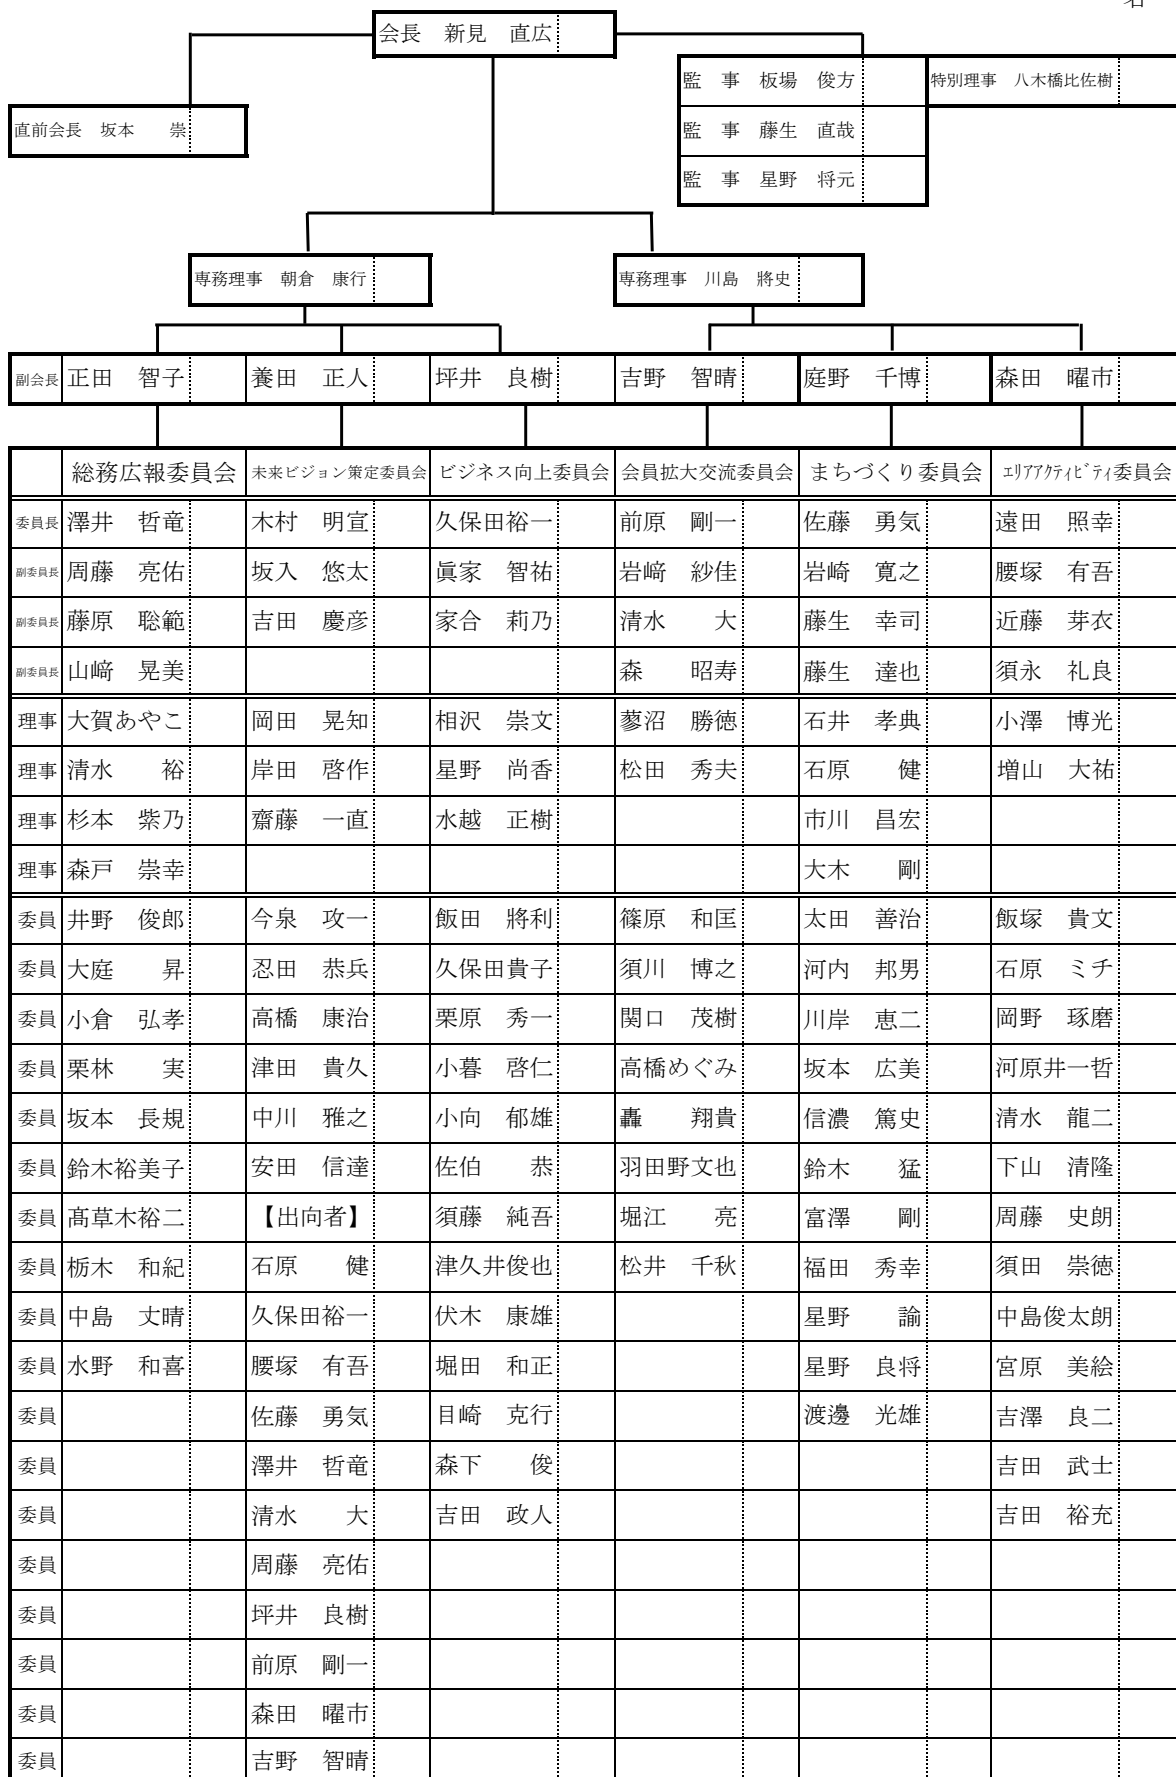 会長　新見　直広
監　事　板場　俊方　特別理事　八木橋比佐樹
直前会長　坂本　　崇　監　事　藤生　直哉
監　事　星野　将元
専務理事　朝倉　康行　専務理事　川島　將史
副会長　正田　智子　養田　正人　坪井　良樹　吉野　智晴　庭野　千博　森田　曜市
総務広報委員会　未来ビジョン策定委員会　ビジネス向上委員会　会員拡大交流委員会　まちづくり委員会　ｴﾘｱｱｸﾃｨﾋﾞﾃｨ委員会
委員長　澤井　哲竜　木村　明宣　久保田裕一　前原　剛一　佐藤　勇気　遠田　照幸
副委員長　周藤　亮佑　坂入　悠太　眞家　智祐　岩﨑　紗佳　岩崎　寛之　腰塚　有吾
副委員長　藤原　聡範　吉田　慶彦　家合　莉乃　清水　　大　藤生　幸司　近藤　芽衣
副委員長　山﨑　晃美　森　　昭寿　藤生　達也　須永　礼良
理事　大賀あやこ　岡田　晃知　相沢　崇文　蓼沼　勝徳　石井　孝典　小澤　博光
理事　清水　　裕　岸田　啓作　星野　尚香　松田　秀夫　石原　　健　増山　大祐
理事　杉本　紫乃　齋藤　一直　水越　正樹　市川　昌宏
理事　森戸　崇幸　大木　　剛
委員　井野　俊郎　今泉　攻一　飯田　將利　篠原　和匡　太田　善治　飯塚　貴文
委員　大庭　　昇　忍田　恭兵　久保田貴子　須川　博之　河内　邦男　石原　ミチ
委員　小倉　弘孝　高橋　康治　栗原　秀一　関口　茂樹　川岸　恵二　岡野　琢磨
委員　栗林　　実　津田　貴久　小暮　啓仁　高橋めぐみ　坂本　広美　河原井一哲
委員　坂本　長規　中川　雅之　小向　郁雄　轟　　翔貴　信濃　篤史　清水　龍二
委員　鈴木裕美子　安田　信達　佐伯　　恭　羽田野文也　鈴木　　猛　下山　清隆
委員　髙草木裕二　【出向者】　須藤　純吾　堀江　　亮　富澤　　剛　周藤　史朗
委員　栃木　和紀　石原　　健　津久井俊也　松井　千秋　福田　秀幸　須田　崇徳
委員　中島　丈晴　久保田裕一　伏木　康雄　星野　　諭　中島俊太朗
委員　水野　和喜　腰塚　有吾　堀田　和正　星野　良将　宮原　美絵
委員　佐藤　勇気　目崎　克行　渡邊　光雄　吉澤　良二
委員　澤井　哲竜　森下　　俊　吉田　武士
委員　清水　　大　吉田　政人　吉田　裕充
委員　周藤　亮佑
委員　坪井　良樹
委員　前原　剛一
委員　森田　曜市
委員　吉野　智晴